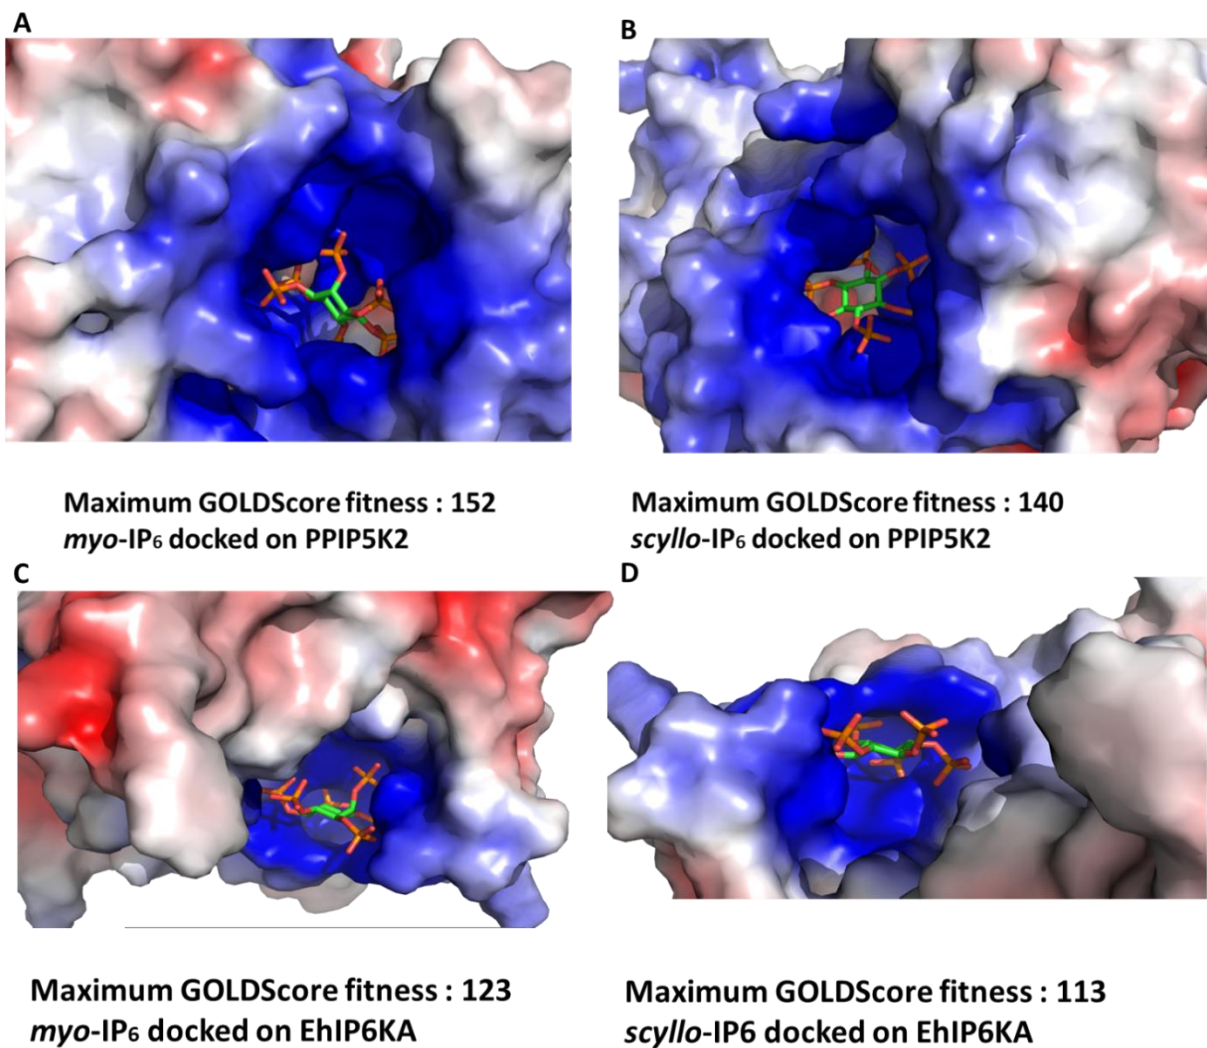 A
B
Maximum GOLDScore fitness : 152
myo-IP₆ docked on PPIP5K2
Maximum GOLDScore fitness : 140
scyllo-IP₆ docked on PPIP5K2
C
D
Maximum GOLDScore fitness : 123
myo-IP₆ docked on EhIP6KA
Maximum GOLDScore fitness : 113
scyllo-IP6 docked on EhIP6KA